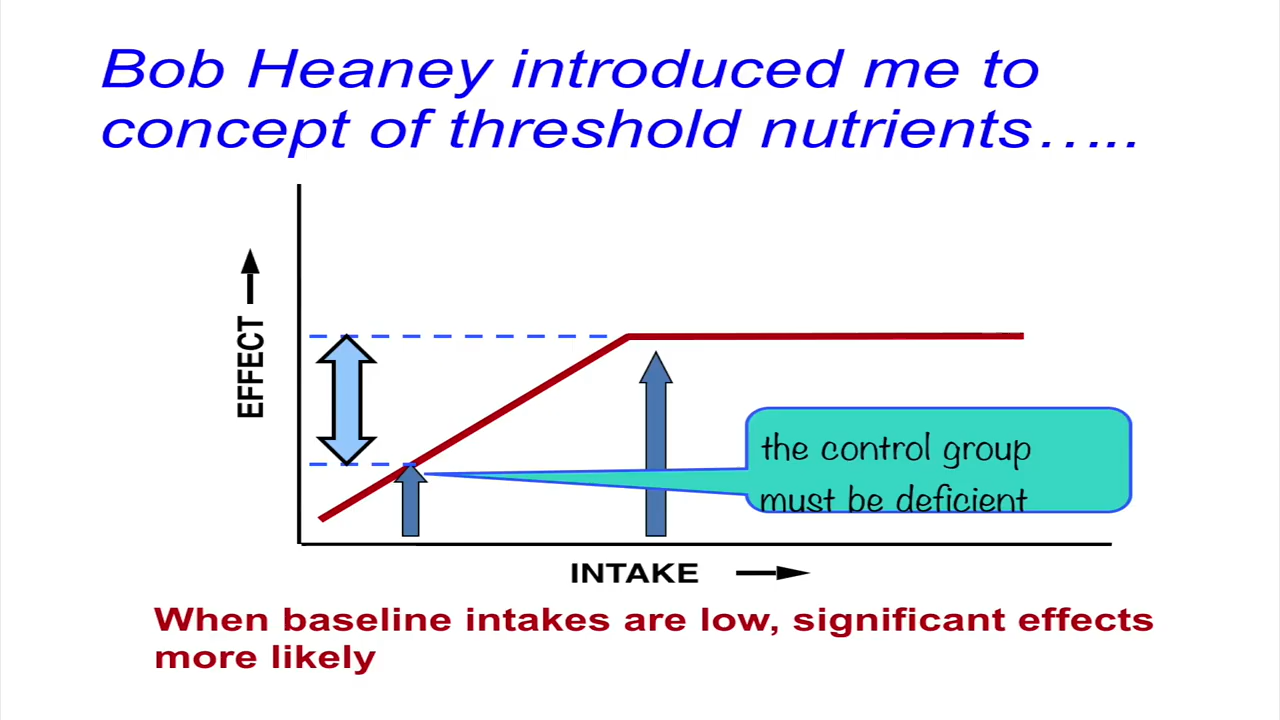 Bob Heaney introduced me to
concept of threshold nutrients…..
EFFECT
the control group
must be deficient
INTAKE
When baseline intakes are low, significant effects
more likely